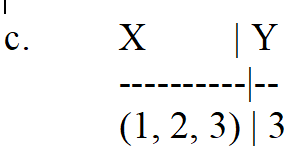 c. X | Y
----------|--
(1, 2, 3) | 3